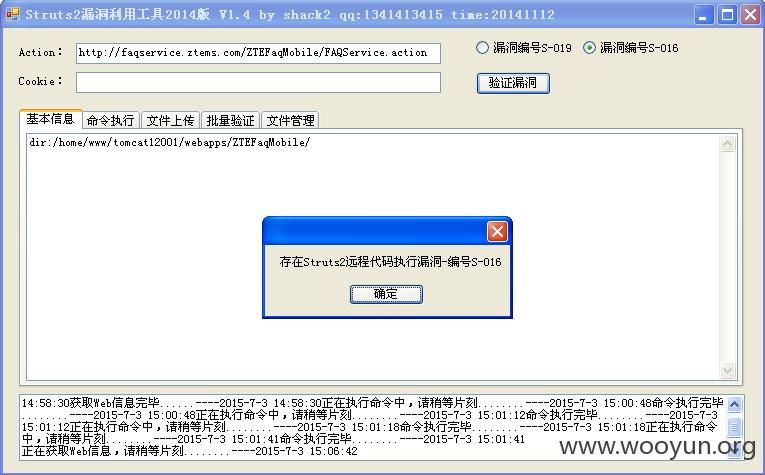 Struts2漏洞利用工具2014版 V1.4 by shack2 qq:1341413415 time:20141112
Action: http://faqservice.ztems.com/ZTEFaqMobile/FAQService.action 漏洞编号S-019 漏洞编号S-016
Cookie: 验证漏洞
基本信息 命令执行 文件上传 批量验证 文件管理
dir:/home/www/tomcat12001/webapps/ZTEFaqMobile/
存在Struts2远程代码执行漏洞-编号S-016
确定
14:58:30获取Web信息完毕......----2015-7-3 14:58:30正在执行命令中，请稍等片刻........----2015-7-3 15:00:48命令执行完毕
........----2015-7-3 15:00:48正在执行命令中，请稍等片刻........----2015-7-3 15:01:12命令执行完毕........----2015-7-3
15:01:12正在执行命令中，请稍等片刻........----2015-7-3 15:01:18命令执行完毕........----2015-7-3 15:01:18正在执行命令
中，请稍等片刻........----2015-7-3 15:01:41命令执行完毕........----2015-7-3 15:01:41
正在获取Web信息，请稍等片刻........----2015-7-3 15:06:42
www.wooyun.org